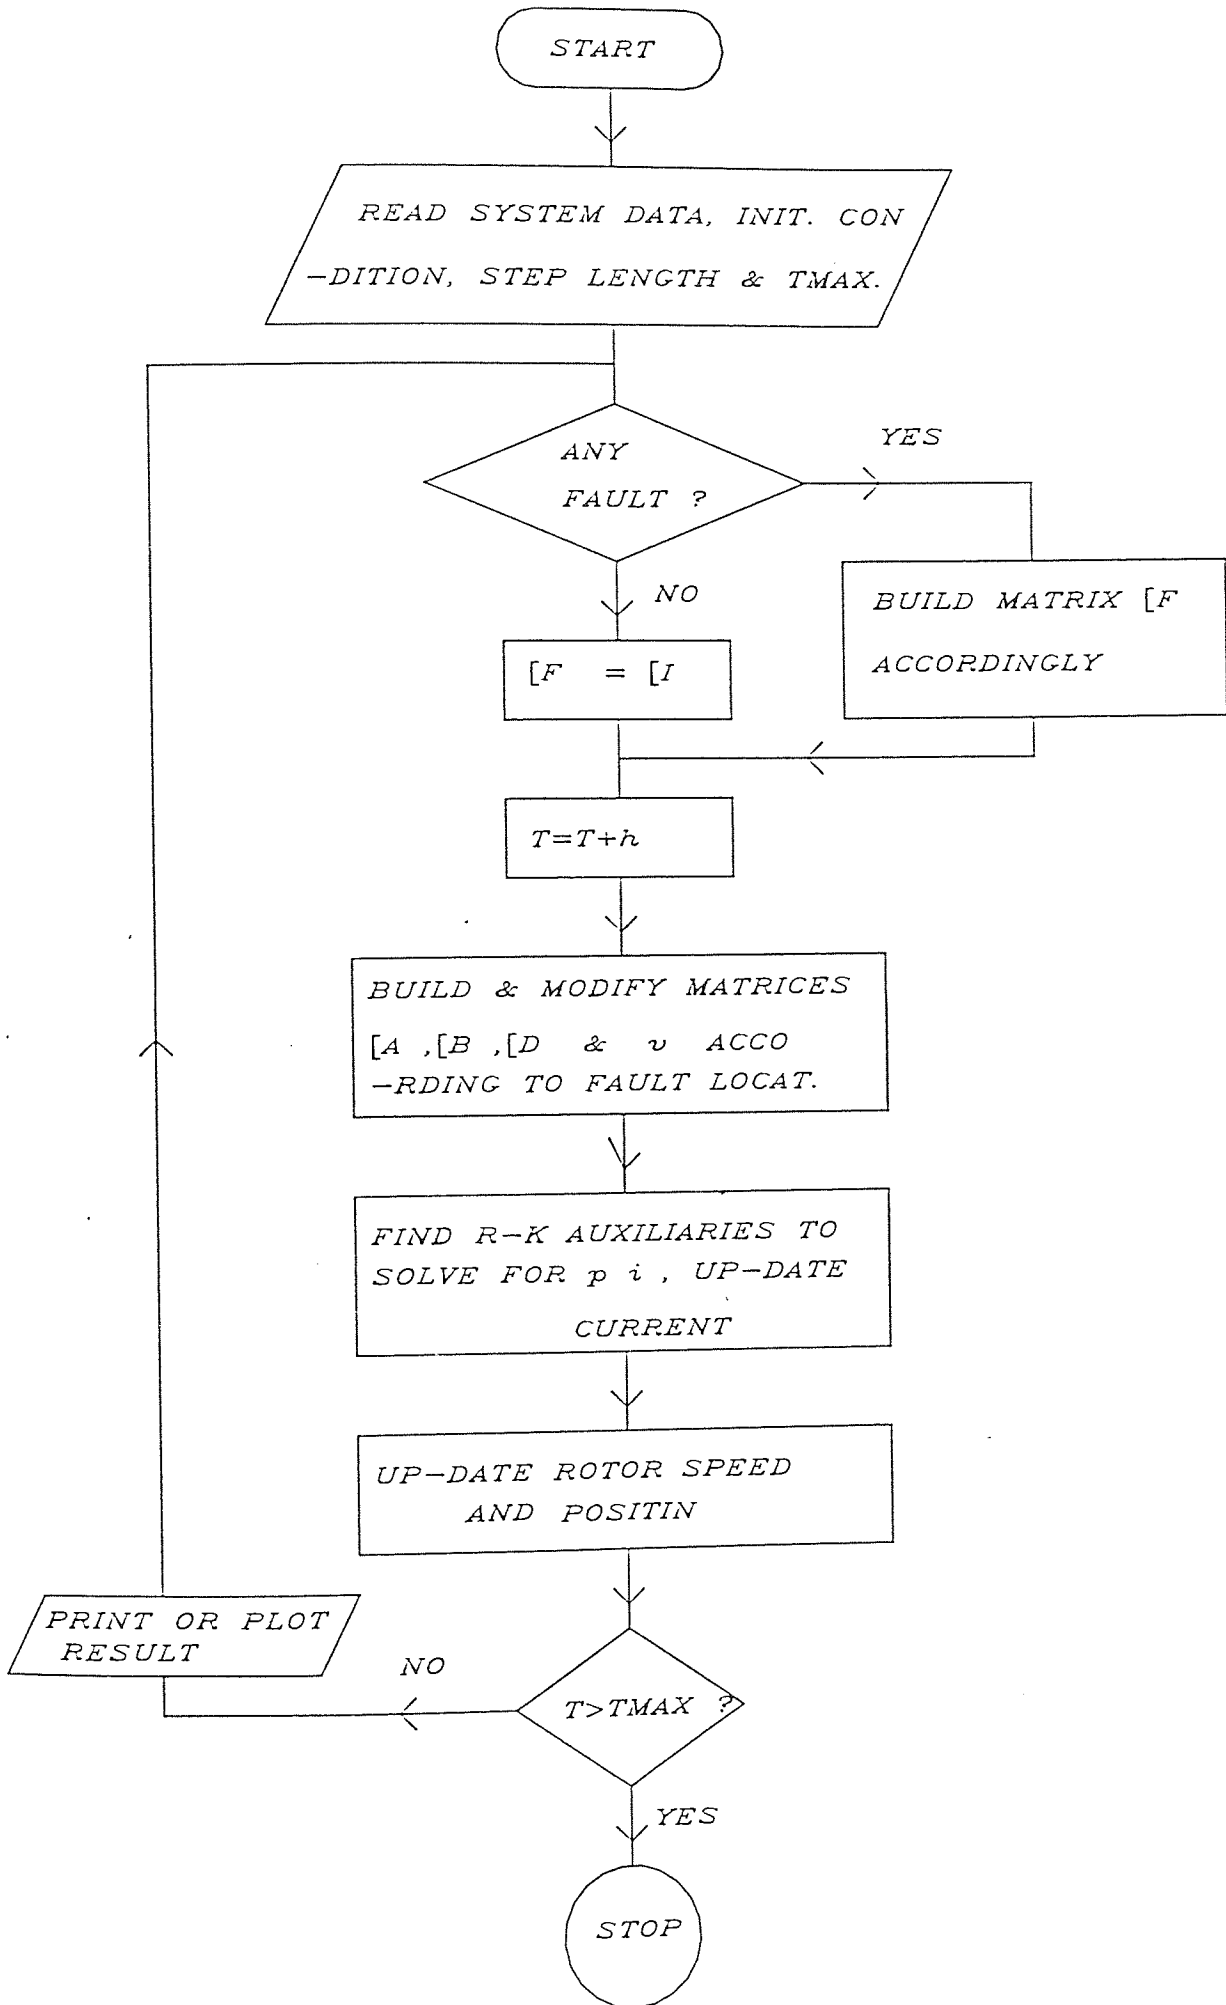 START
READ SYSTEM DATA, INIT. CON
-DITION, STEP LENGTH & TMAX.
ANY
FAULT ?
YES
NO
BUILD MATRIX [F
ACCORDINGLY
[F = [I
T=T+h
BUILD & MODIFY MATRICES
[A ,[B ,[D & v ACCO
-RDING TO FAULT LOCAT.
FIND R-K AUXILIARIES TO
SOLVE FOR p i , UP-DATE
CURRENT
UP-DATE ROTOR SPEED
AND POSITIN
PRINT OR PLOT
RESULT
NO
T>TMAX ?
YES
STOP